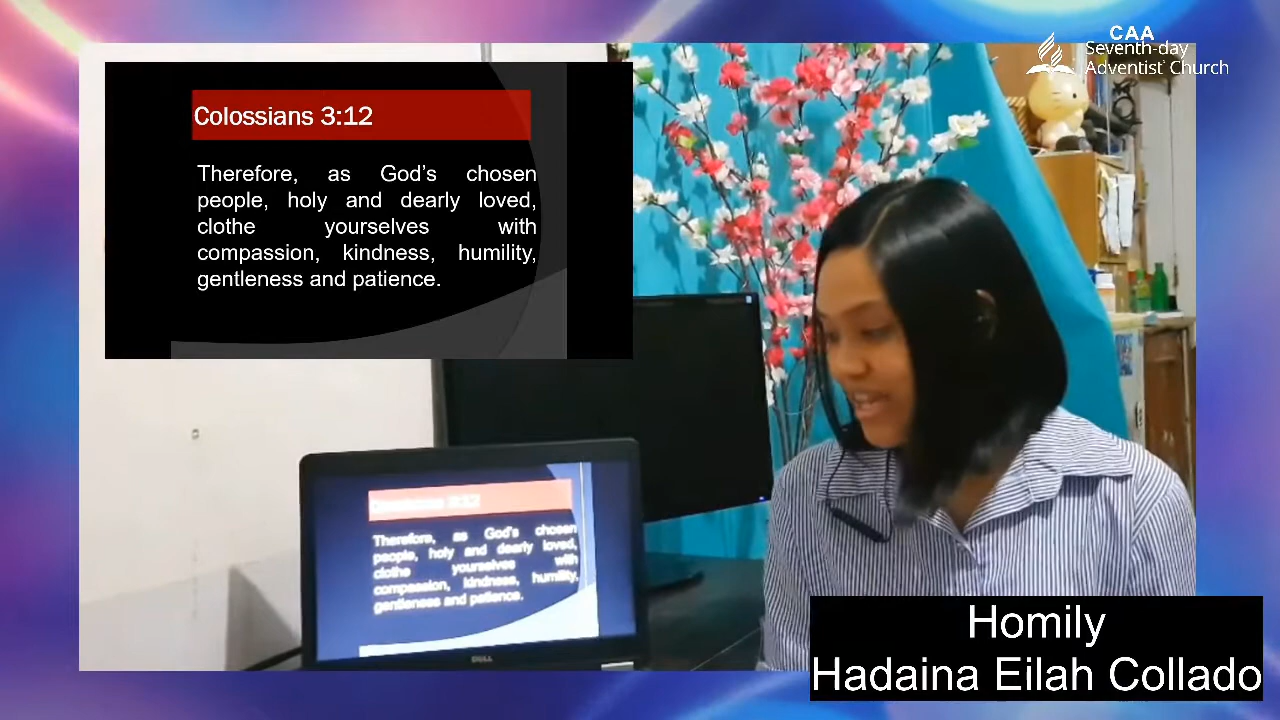 CAA
Seventh-day
Adventist Church
Colossians 3:12
Therefore, as God's chosen
people, holy and dearly loved,
clothe yourselves with
compassion, kindness, humility,
gentleness and patience.
Therefore, as God's chosen
people, holy and dearly loved,
clothe yourselves with
compassion, kindness, humility,
gentleness and patience.
DELL
Homily
Hadaina Eilah Collado